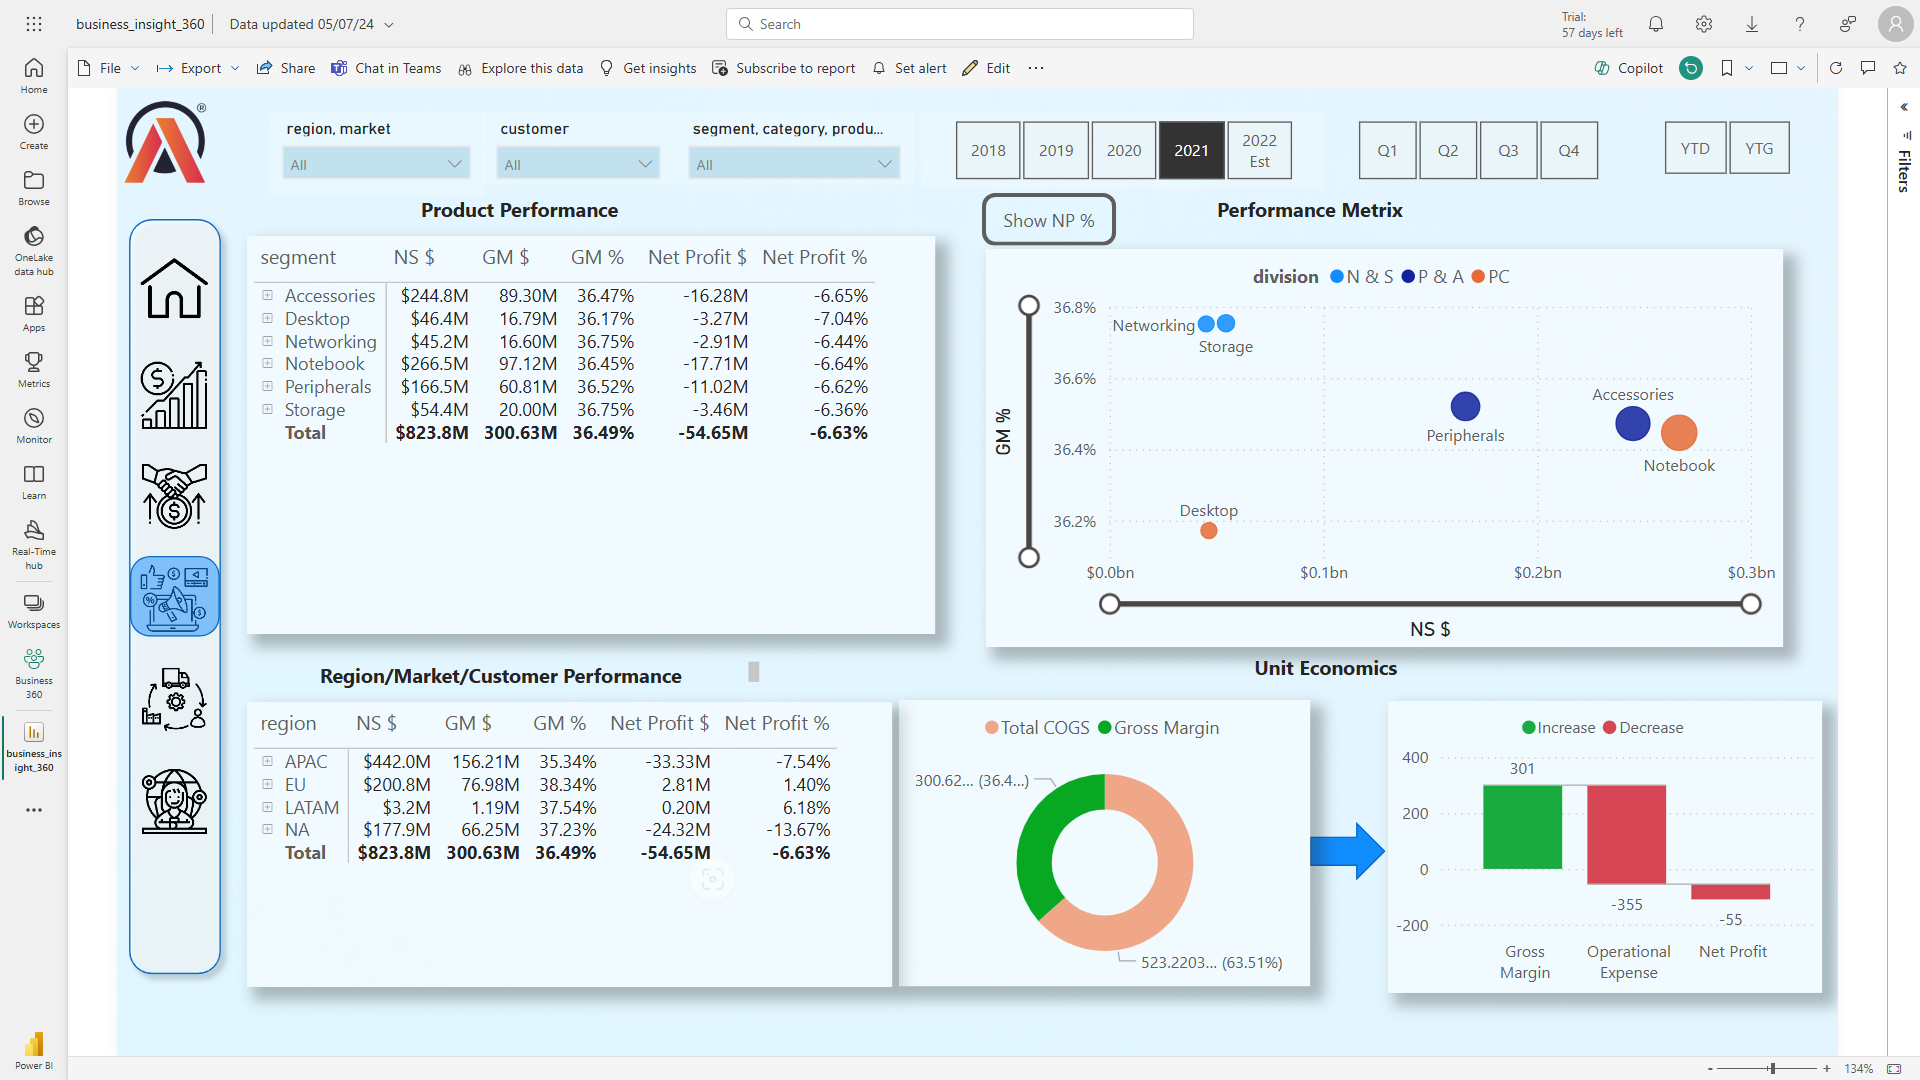 business_insight_360
Data updated 05/07/24
Search
Trial:
57 days left
File
Export
Share
Chat in Teams
Explore this data
Get insights
Subscribe to report
Set alert
Edit
Copilot
Home
Create
Browse
OneLake
data hub
Apps
Metrics
Monitor
Learn
Real-Time
hub
Workspaces
Business
360
business_ins
ight_360
Power BI
®
region, market
All
customer
All
segment, category, produ...
All
2018
2019
2020
2021
2022
Est
Q1
Q2
Q3
Q4
YTD
YTG
Filters
Product Performance
segment NS $ GM $ GM % Net Profit $ Net Profit %
Accessories $244.8M 89.30M 36.47% -16.28M -6.65%
Desktop $46.4M 16.79M 36.17% -3.27M -7.04%
Networking $45.2M 16.60M 36.75% -2.91M -6.44%
Notebook $266.5M 97.12M 36.45% -17.71M -6.64%
Peripherals $166.5M 60.81M 36.52% -11.02M -6.62%
Storage $54.4M 20.00M 36.75% -3.46M -6.36%
Total $823.8M 300.63M 36.49% -54.65M -6.63%
Show NP %
Performance Metrix
division N & S P & A PC
GM %
36.8%
36.6%
36.4%
36.2%
Networking
Storage
Accessories
Peripherals
Notebook
Desktop
$0.0bn
$0.1bn
$0.2bn
$0.3bn
NS $
Region/Market/Customer Performance
region NS $ GM $ GM % Net Profit $ Net Profit %
APAC $442.0M 156.21M 35.34% -33.33M -7.54%
EU $200.8M 76.98M 38.34% 2.81M 1.40%
LATAM $3.2M 1.19M 37.54% 0.20M 6.18%
NA $177.9M 66.25M 37.23% -24.32M -13.67%
Total $823.8M 300.63M 36.49% -54.65M -6.63%
Unit Economics
Total COGS Gross Margin
300.62... (36.4...)
523.2203... (63.51%)
Increase Decrease
400
200
0
-200
301
-355
-55
Gross
Margin
Operational
Expense
Net Profit
- + 134%